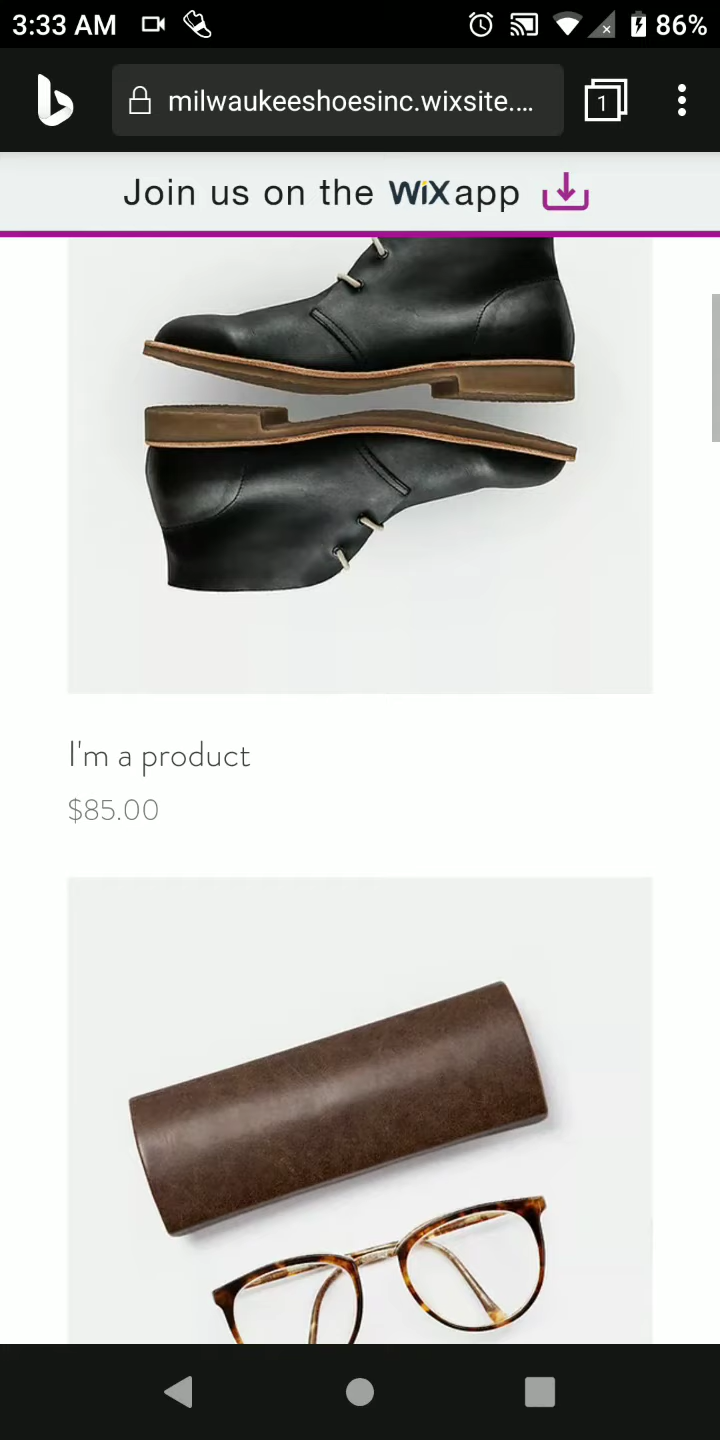 3:33 AM 86%
milwaukeeshoesinc.wixsite.... 1
Join us on the WiX app
I'm a product
$85.00